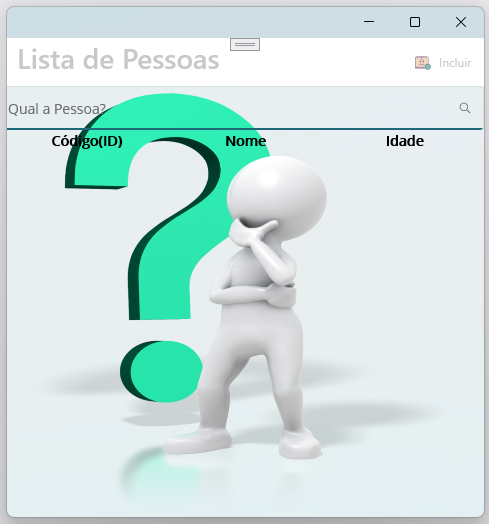 Lista de Pessoas
Incluir
Qual a Pessoa?
Código(ID) Nome Idade